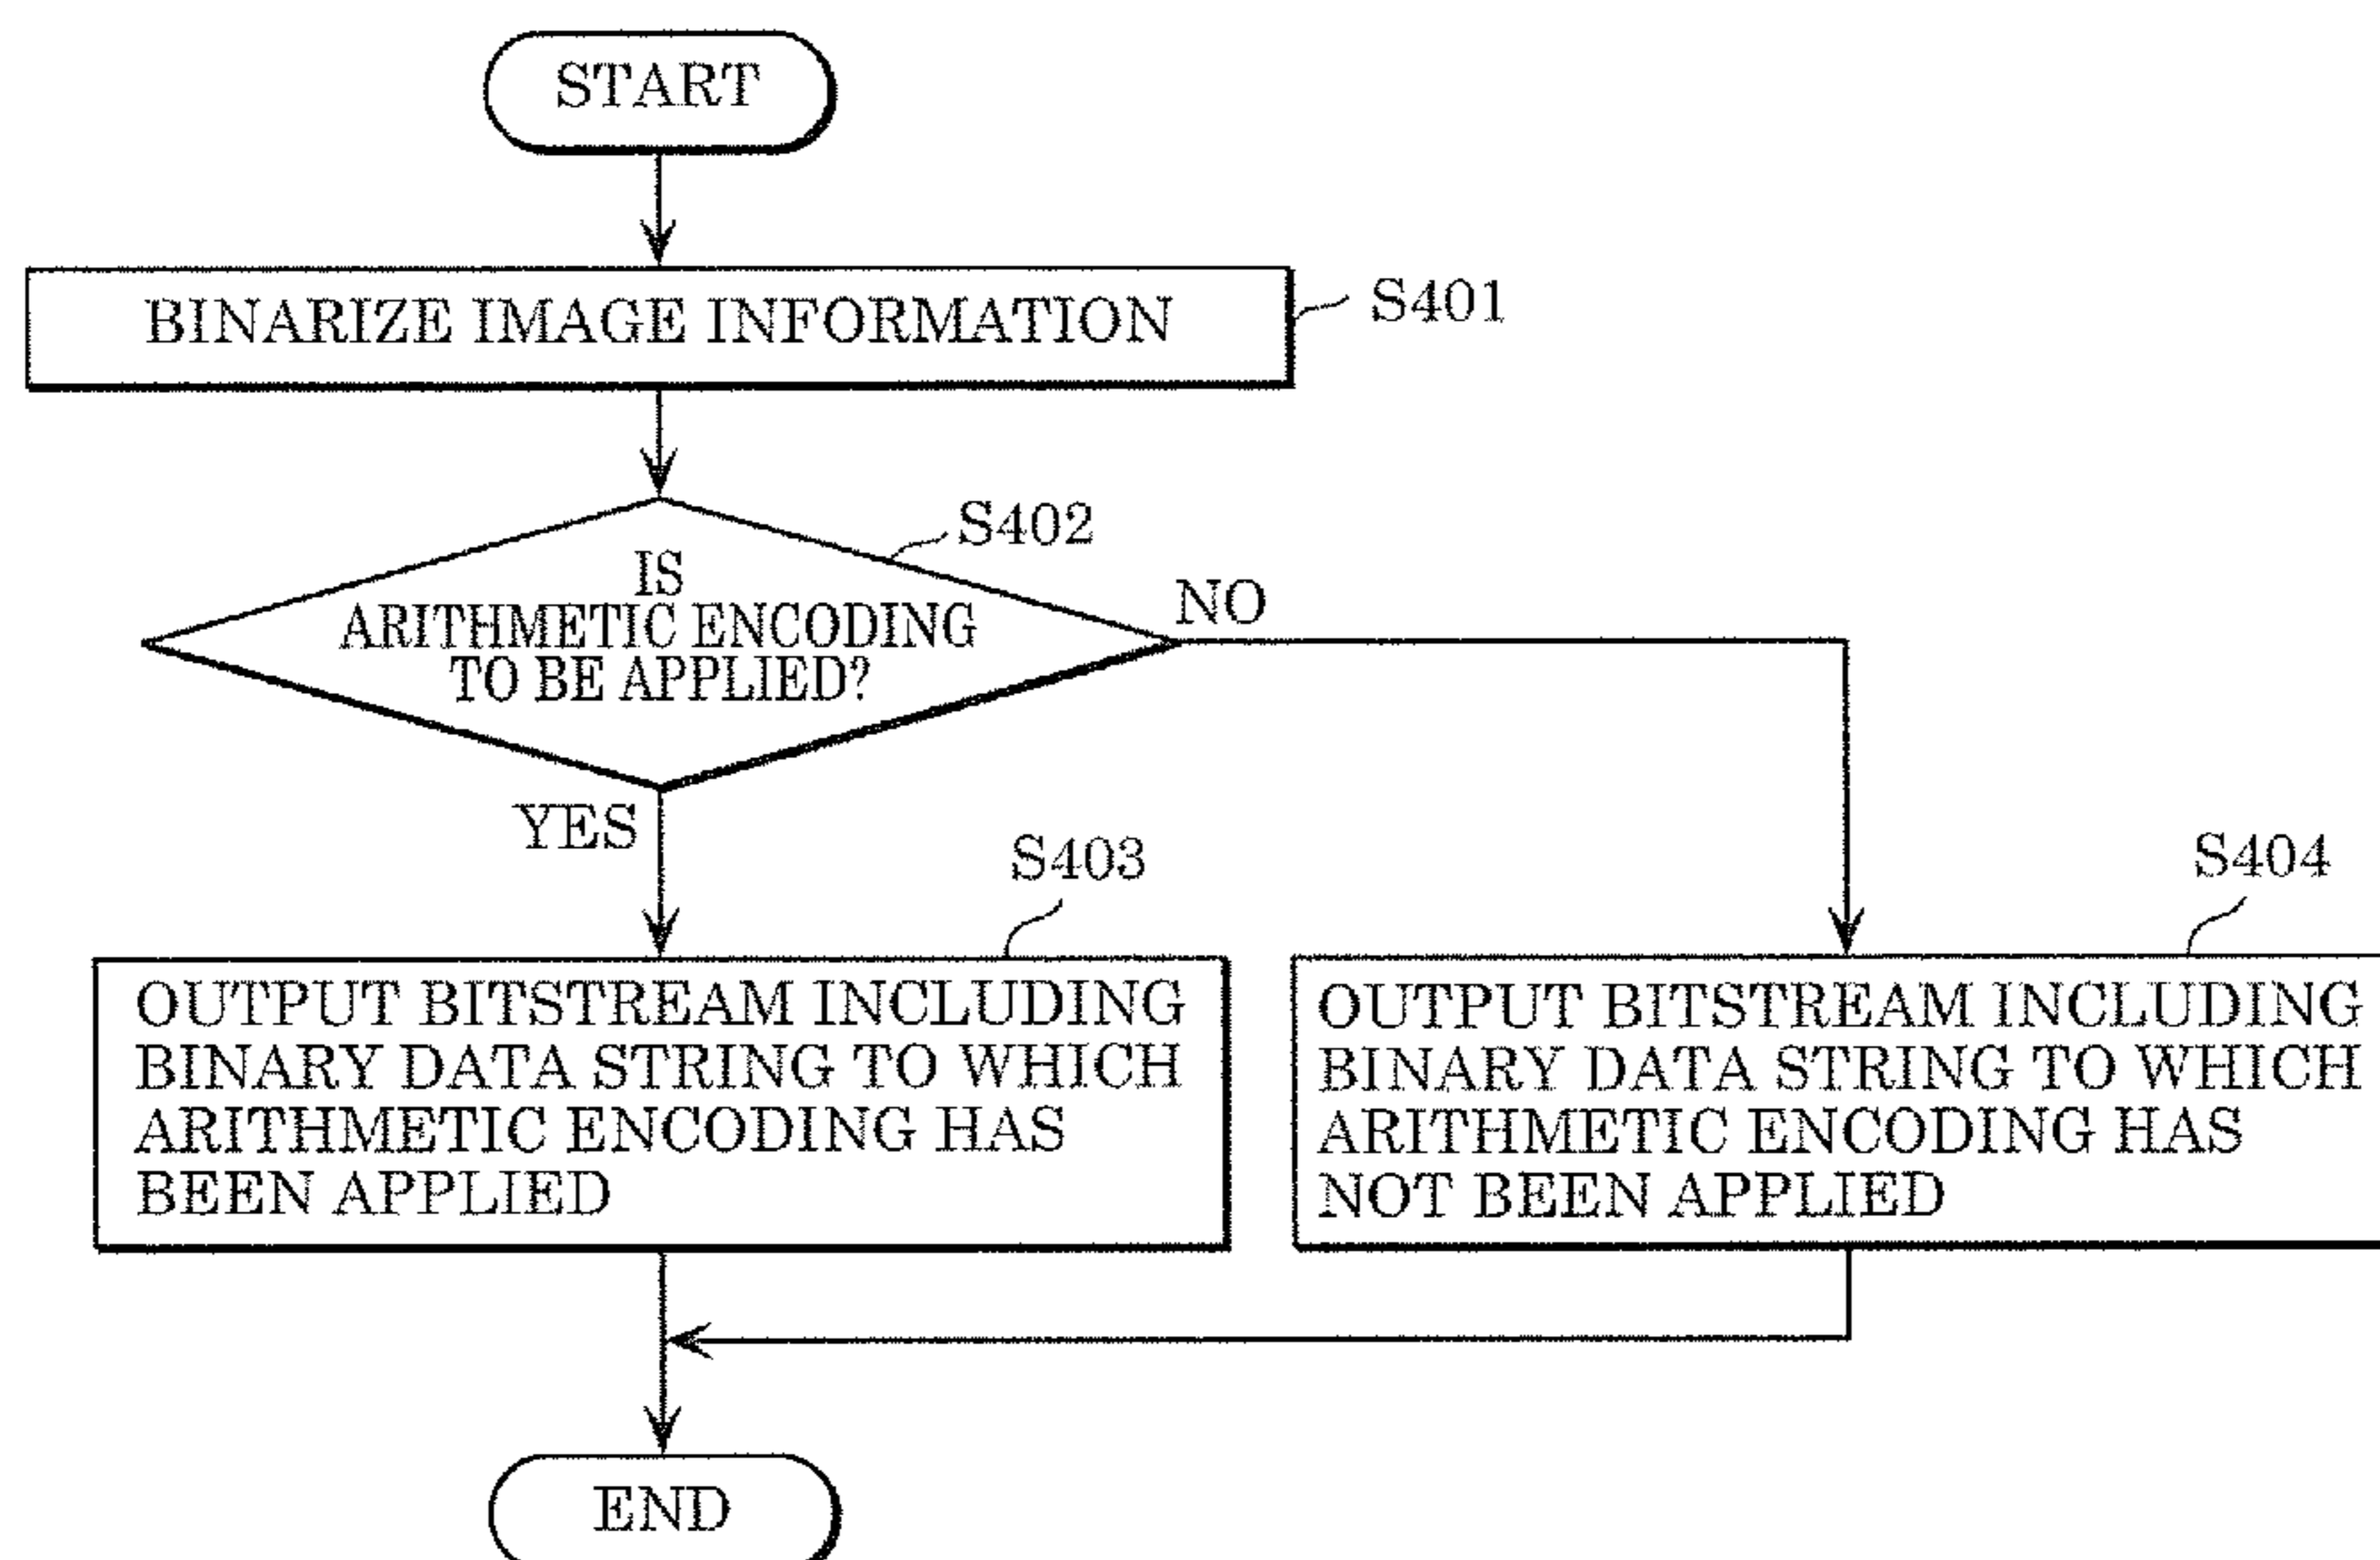 START
BINARIZE IMAGE INFORMATION
S401
S402
IS
ARITHMETIC ENCODING
TO BE APPLIED?
NO
YES
S403
OUTPUT BITSTREAM INCLUDING
BINARY DATA STRING TO WHICH
ARITHMETIC ENCODING HAS
BEEN APPLIED
S404
OUTPUT BITSTREAM INCLUDING
BINARY DATA STRING TO WHICH
ARITHMETIC ENCODING HAS
NOT BEEN APPLIED
END